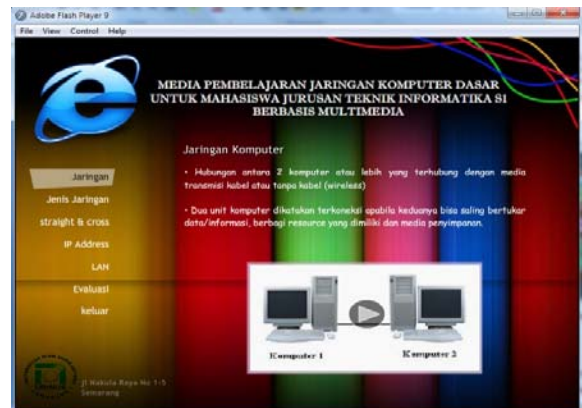 Adobe Flash Player 9
File View Control Help
MEDIA PEMBELAJARAN JARINGAN KOMPUTER DASAR
UNTUK MAHASISWA JURUSAN TEKNIK INFORMATIKA S1
BERBASIS MULTIMEDIA
Jaringan
Jenis Jaringan
straight & cross
IP Address
LAN
Evaluasi
keluar
Jaringan Komputer
• Hubungan antara 2 komputer atau lebih yang terhubung dengan media
transmisi kabel atau tanpa kabel (wireless)
• Dua unit komputer dikatakan terkoneksi apabila keduanya bisa saling bertukar
data/informasi, berbagi resource yang dimiliki dan media penyimpanan.
Komputer 1
Komputer 2
Jl Nakula Raya No 1-5
Semarang